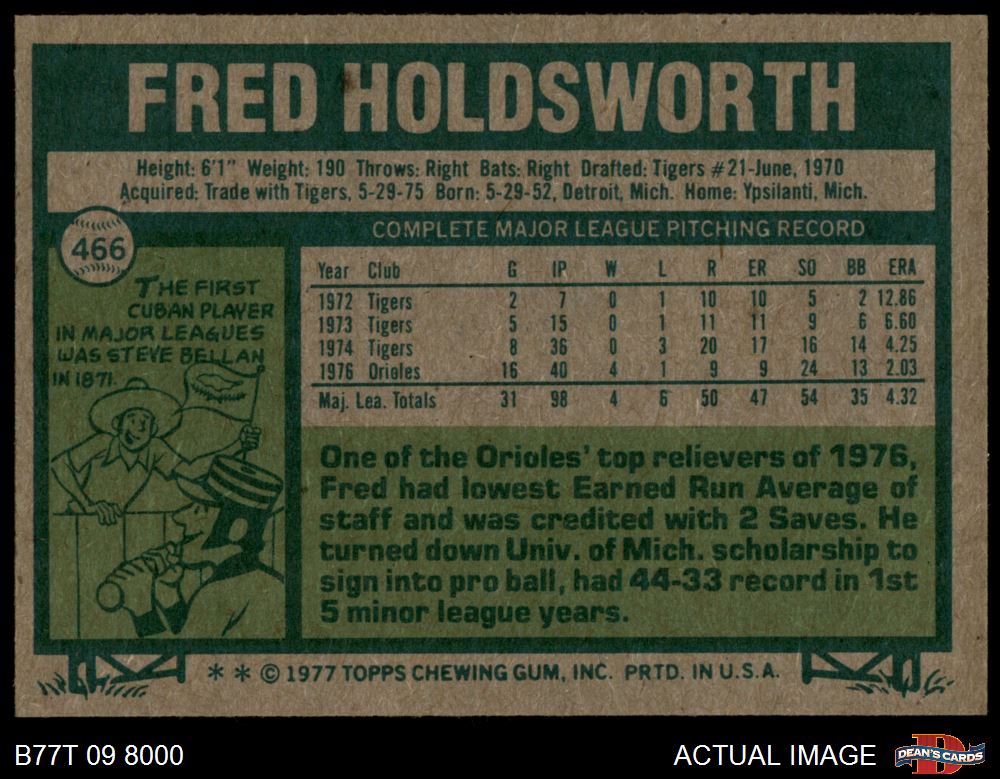 FRED HOLDSWORTH
Height: 6'1" Weight: 190 Throws: Right Bats: Right Drafted: Tigers #21-June, 1970
Acquired: Trade with Tigers, 5-29-75 Born: 5-29-52, Detroit, Mich. Home: Ypsilanti, Mich.
466
THE FIRST
CUBAN PLAYER
IN MAJOR LEAGUES
WAS STEVE BELLAN
IN 1871.
COMPLETE MAJOR LEAGUE PITCHING RECORD
Year Club G IP W L R ER SO BB ERA
1972 Tigers 2 7 0 1 10 10 5 2 12.86
1973 Tigers 5 15 0 1 11 11 9 6 6.60
1974 Tigers 8 36 0 3 20 17 16 14 4.25
1976 Orioles 16 40 4 1 9 9 24 13 2.03
Maj. Lea. Totals 31 98 4 6 50 47 54 35 4.32
One of the Orioles' top relievers of 1976,
Fred had lowest Earned Run Average of
staff and was credited with 2 Saves. He
turned down Univ. of Mich. scholarship to
sign into pro ball, had 44-33 record in 1st
5 minor league years.
* * © 1977 TOPPS CHEWING GUM, INC. PRTD. IN U.S.A.
B77T 09 8000
ACTUAL IMAGE
D
DEAN'S CARDS